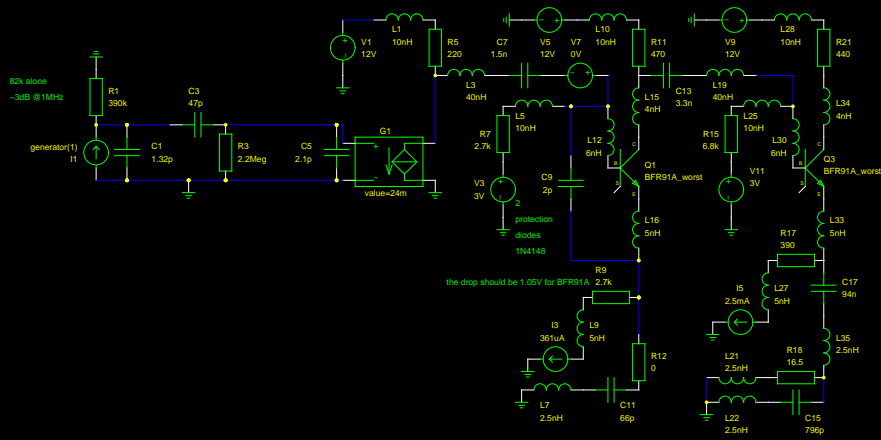 82k alone
−3dB @1MHz
R1
390k
generator(1)
I1
C1
1.32p
C3
47p
R3
2.2Meg
C5
2.1p
G1
+
+
−
−
value=24m
V1
12V
L1
10nH
R5
220
L3
40nH
C7
1.5n
V5
12V
V7
0V
L10
10nH
R11
470
L5
10nH
R7
2.7k
V3
3V
2
protection
diodes
1N4148
C9
2p
L12
6nH
L15
4nH
C
B
S
E
Q1
BFR91A_worst
L16
5nH
the drop should be 1.05V for BFR91A
R9
2.7k
I3
361uA
L9
5nH
R12
0
L7
2.5nH
C11
66p
C13
3.3n
V9
12V
L19
40nH
L28
10nH
R21
440
L25
10nH
R15
6.8k
V11
3V
L30
6nH
L34
4nH
C
B
S
E
Q3
BFR91A_worst
L33
5nH
R17
390
I5
2.5mA
L27
5nH
C17
94n
L35
2.5nH
L21
2.5nH
R18
16.5
L22
2.5nH
C15
796p